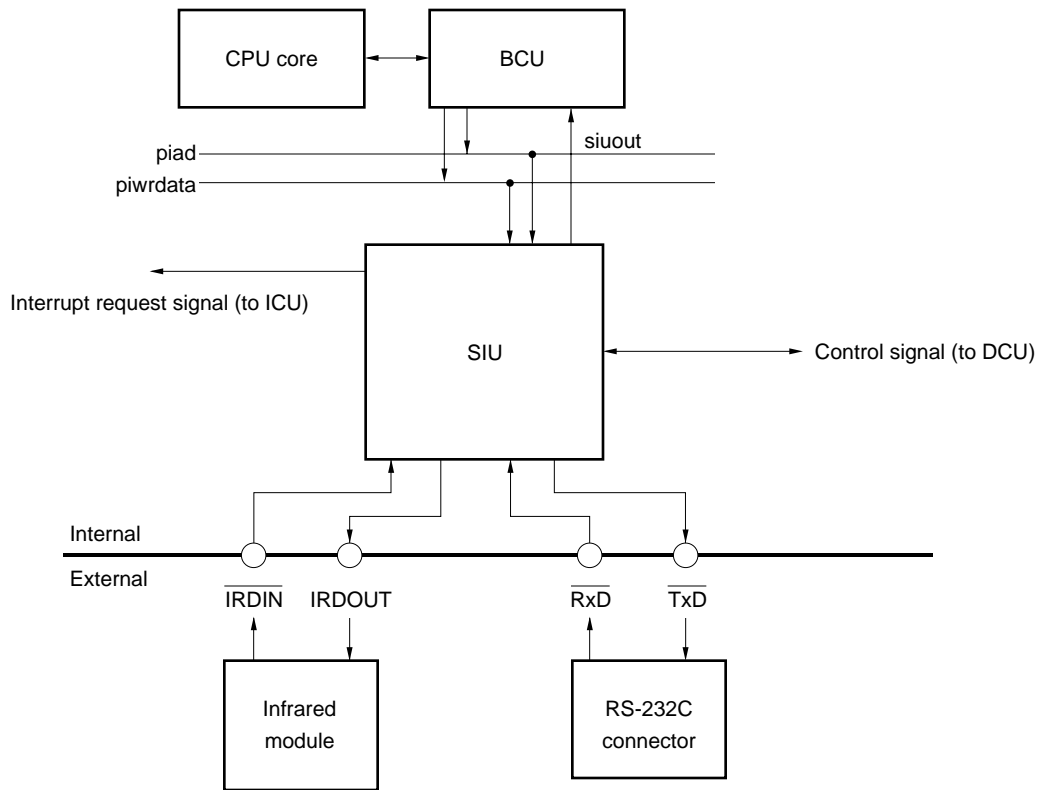 CPU core
BCU
siuout
piad
piwrdata
Interrupt request signal (to ICU)
SIU
Control signal (to DCU)
Internal
External
IRDIN
IRDOUT
RxD
TxD
Infrared
module
RS-232C
connector